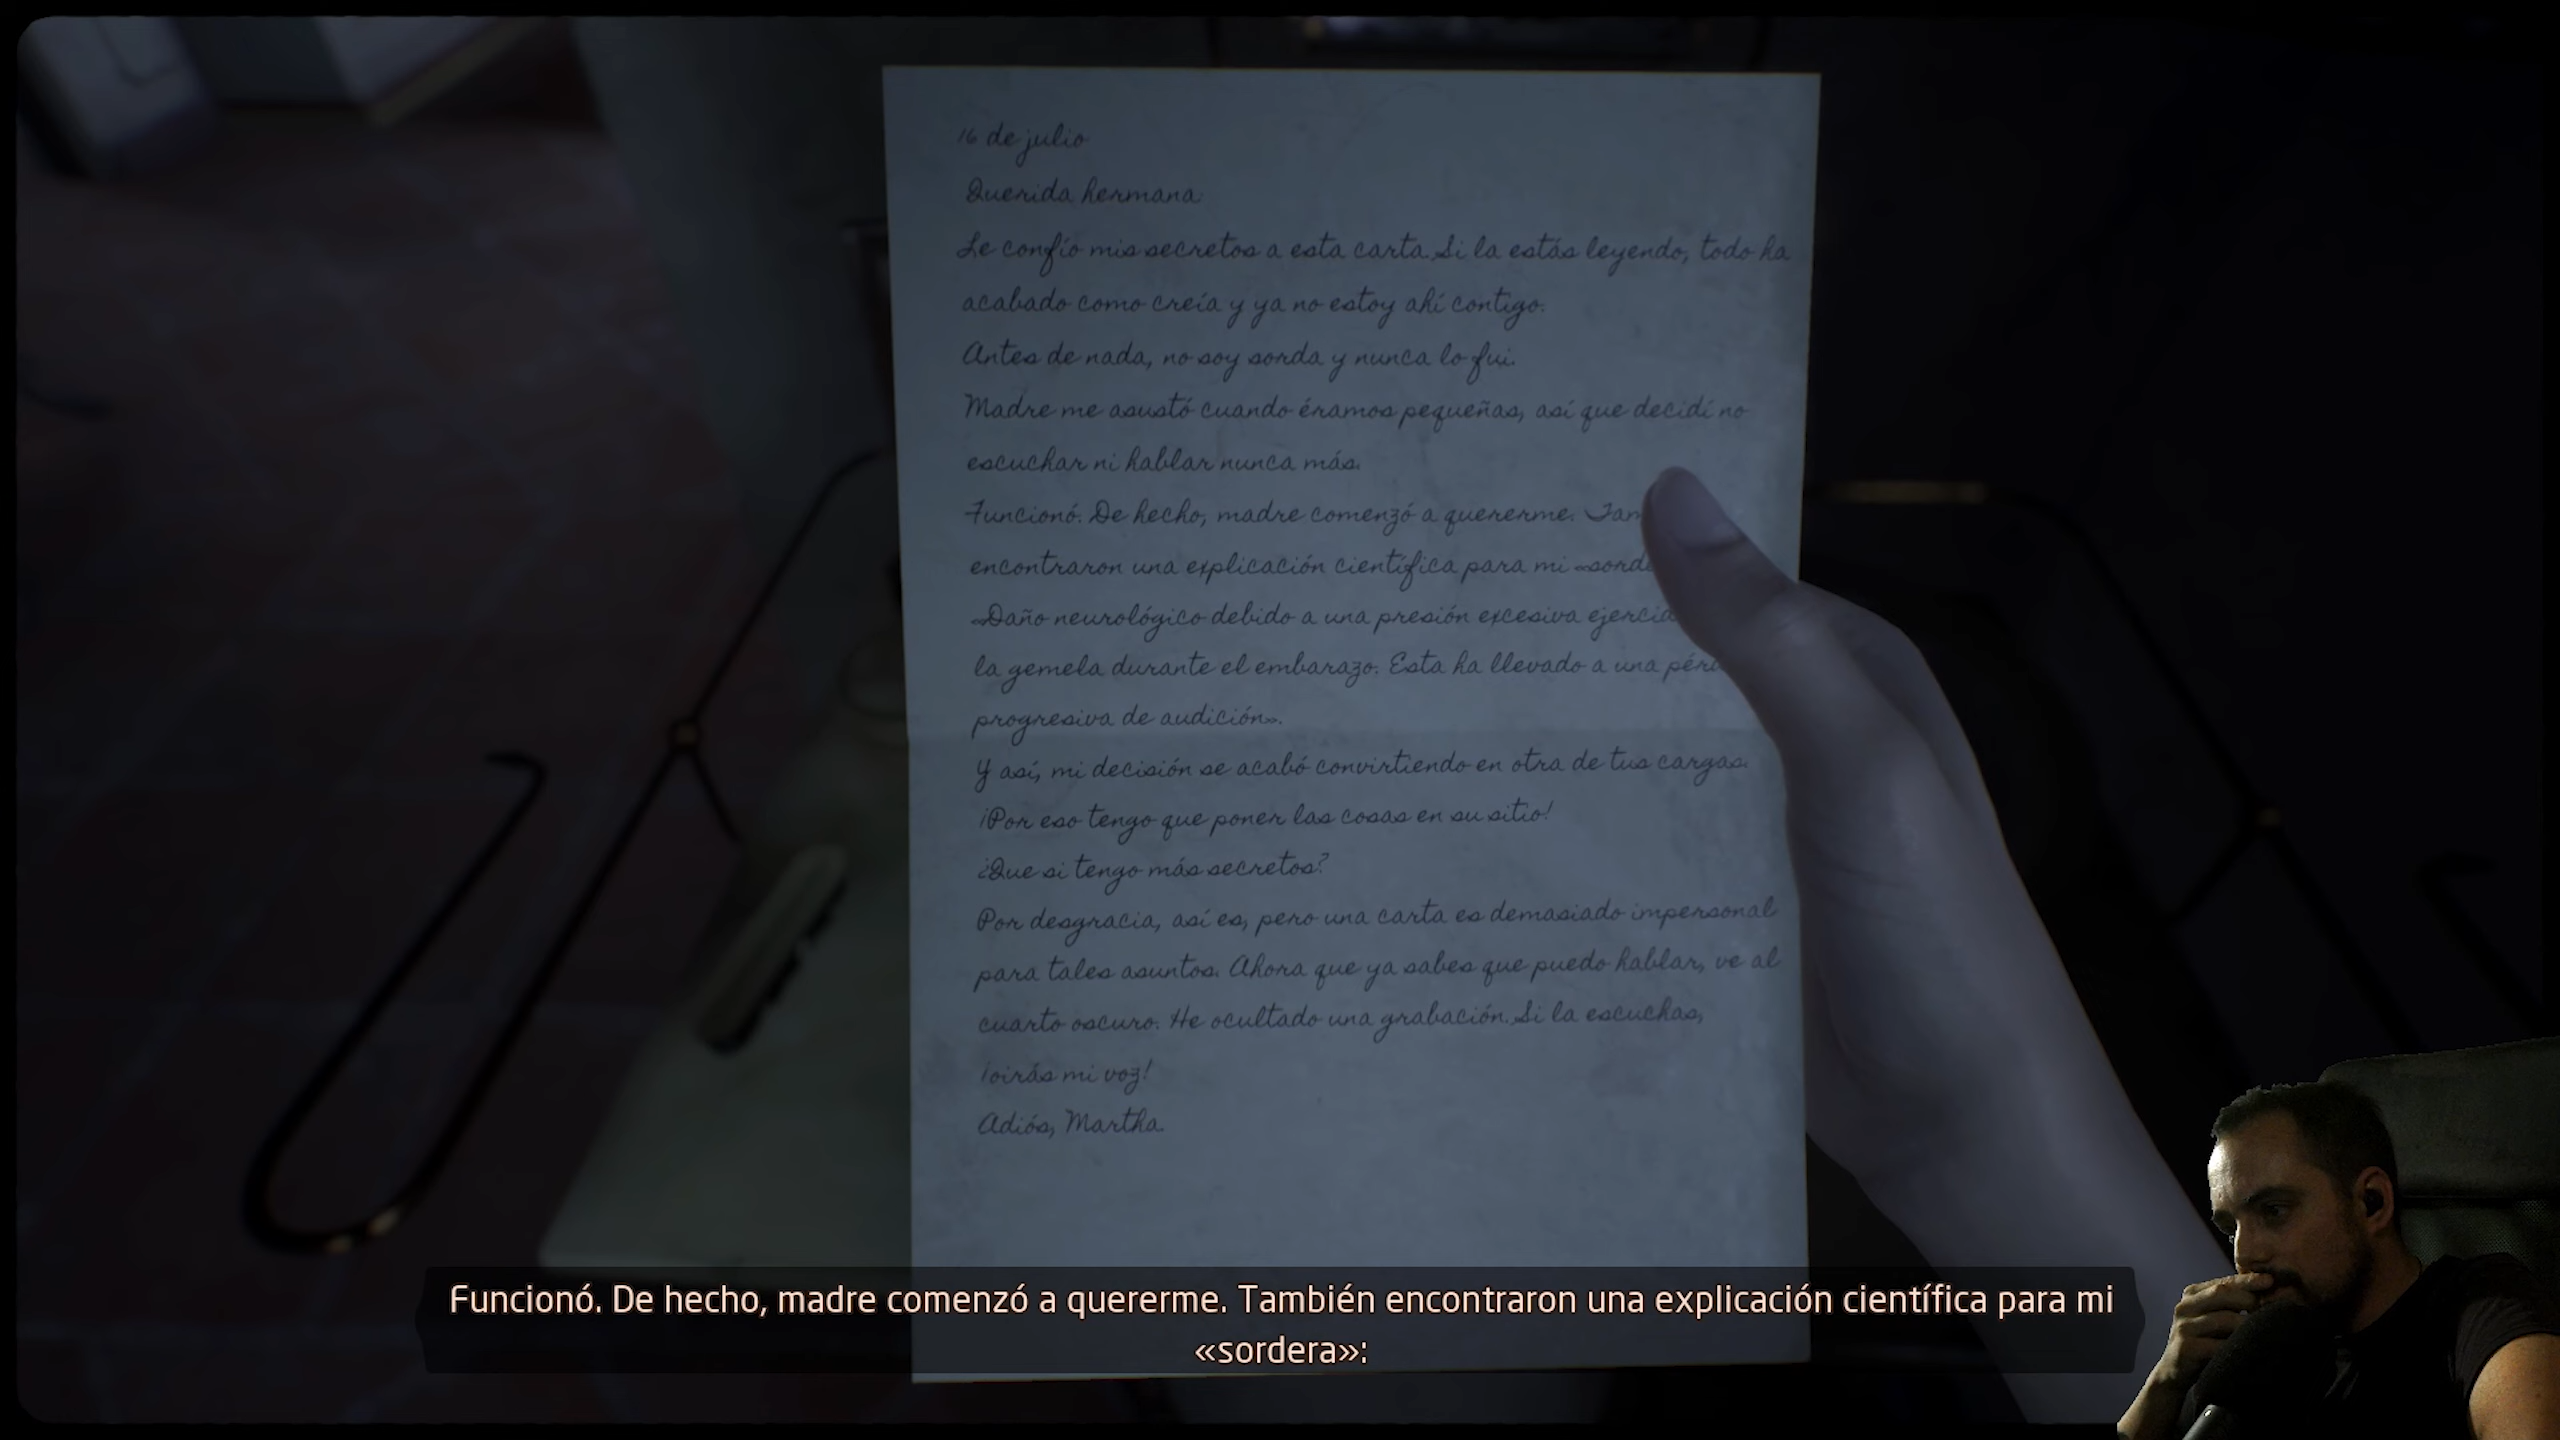 16 de julio
Querida hermana:
Le confío mis secretos a esta carta. Si la estás leyendo, todo ha
acabado como creía y ya no estoy ahí contigo.
Antes de nada, no soy sorda y nunca lo fui.
Madre me asustó cuando éramos pequeñas, así que decidí no
escuchar ni hablar nunca más.
Funcionó. De hecho, madre comenzó a quererme.
encontraron una explicación científica para mi
«Daño neurológico debido a una presión excesiva
la gemela durante el embarazo. Esta ha llevado a una
progresiva de audición».
Y así, mi decisión se acabó convirtiendo en otra de tus cargas.
¡Por eso tengo que poner las cosas en su sitio!
¿Que si tengo más secretos?
Por desgracia, así es, pero una carta es demasiado impersonal
para tales asuntos. Ahora que ya sabes que puedo hablar, ve al
cuarto oscuro. He ocultado una grabación. Si la escuchas,
¡oirás mi voz!
Adiós, Martha.
Funcionó. De hecho, madre comenzó a quererme. También encontraron una explicación científica para mi
«sordera»: